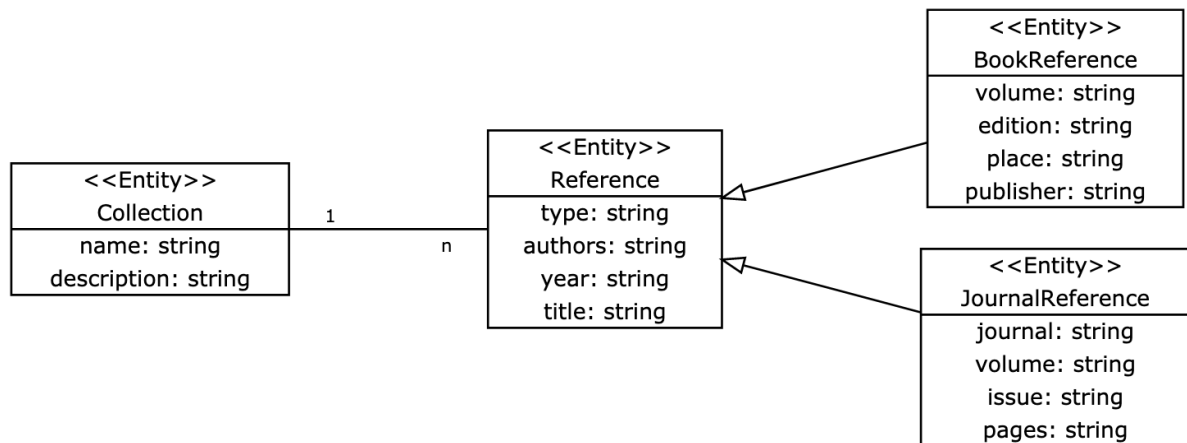 <<Entity>>
Collection
name: string
description: string
1
n
<<Entity>>
Reference
type: string
authors: string
year: string
title: string
<<Entity>>
BookReference
volume: string
edition: string
place: string
publisher: string
<<Entity>>
JournalReference
journal: string
volume: string
issue: string
pages: string